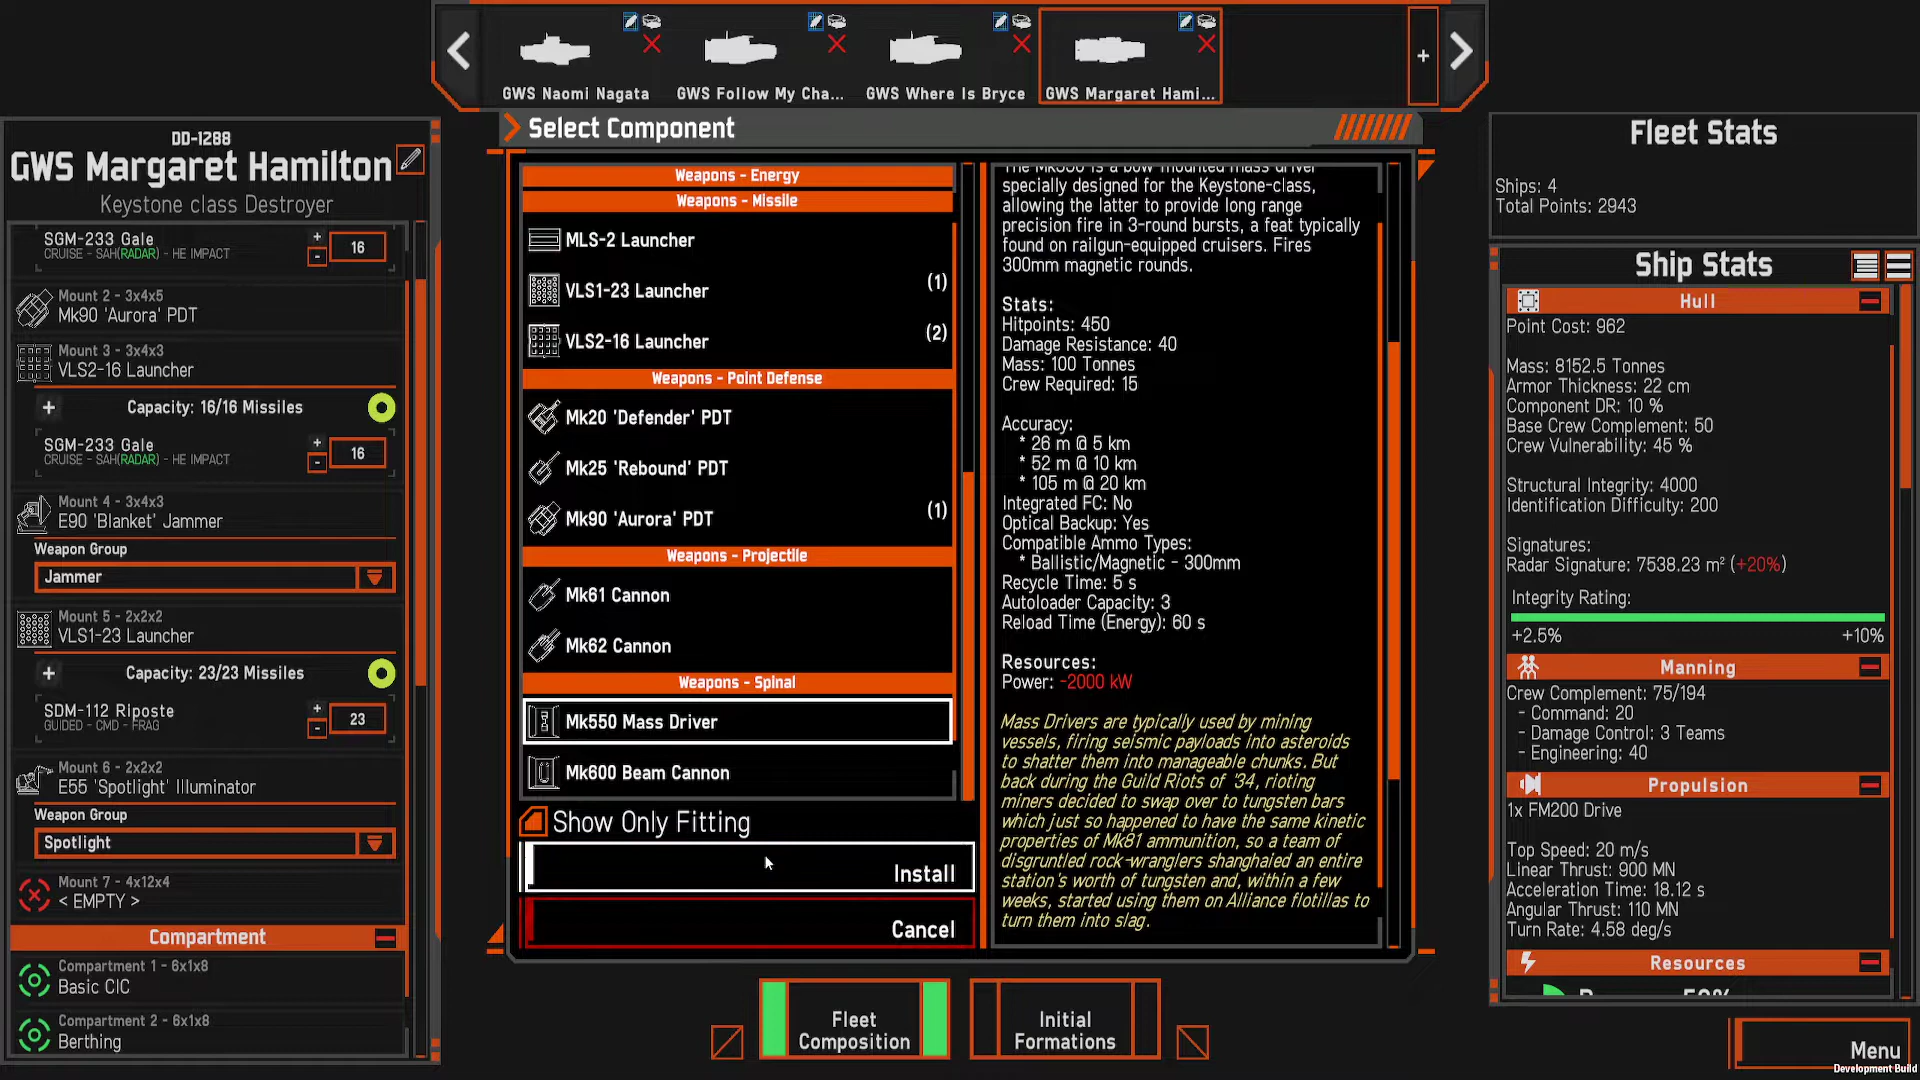 GWS Naomi Nagata
GWS Follow My Cha...
GWS Where Is Bryce
GWS Margaret Hami...
+
DD-1288
GWS Margaret Hamilton
Keystone class Destroyer
SGM-233 Gale
CRUISE - SAH(RADAR) - HE IMPACT
+
-
16
Mount 2 - 3x4x5
Mk90 'Aurora' PDT
Mount 3 - 3x4x3
VLS2-16 Launcher
+
Capacity: 16/16 Missiles
SGM-233 Gale
CRUISE - SAH(RADAR) - HE IMPACT
+
-
16
Mount 4 - 3x4x3
E90 'Blanket' Jammer
Weapon Group
Jammer
Mount 5 - 2x2x2
VLS1-23 Launcher
+
Capacity: 23/23 Missiles
SDM-112 Riposte
GUIDED - CMD - FRAG
+
-
23
Mount 6 - 2x2x2
E55 'Spotlight' Illuminator
Weapon Group
Spotlight
Mount 7 - 4x12x4
< EMPTY >
Compartment
Compartment 1 - 6x1x8
Basic CIC
Compartment 2 - 6x1x8
Berthing
Select Component
Weapons - Energy
Weapons - Missile
MLS-2 Launcher
VLS1-23 Launcher
(1)
VLS2-16 Launcher
(2)
Weapons - Point Defense
Mk20 'Defender' PDT
Mk25 'Rebound' PDT
Mk90 'Aurora' PDT
(1)
Weapons - Projectile
Mk61 Cannon
Mk62 Cannon
Weapons - Spinal
Mk550 Mass Driver
Mk600 Beam Cannon
Show Only Fitting
Install
Cancel
The Mk550 is a bow-mounted mass driver
specially designed for the Keystone-class,
allowing the latter to provide long range
precision fire in 3-round bursts, a feat typically
found on railgun-equipped cruisers. Fires
300mm magnetic rounds.
Stats:
Hitpoints: 450
Damage Resistance: 40
Mass: 100 Tonnes
Crew Required: 15
Accuracy:
* 26 m @ 5 km
* 52 m @ 10 km
* 105 m @ 20 km
Integrated FC: No
Optical Backup: Yes
Compatible Ammo Types:
* Ballistic/Magnetic - 300mm
Recycle Time: 5 s
Autoloader Capacity: 3
Reload Time (Energy): 60 s
Resources:
Power: -2000 kW
Mass Drivers are typically used by mining
vessels, firing seismic payloads into asteroids
to shatter them into manageable chunks. But
back during the Guild Riots of '34, rioting
miners decided to swap over to tungsten bars
which just so happened to have the same kinetic
properties of Mk81 ammunition, so a team of
disgruntled rock-wranglers shanghaied an entire
station's worth of tungsten and, within a few
weeks, started using them on Alliance flotillas to
turn them into slag.
Fleet
Composition
Initial
Formations
Fleet Stats
Ships: 4
Total Points: 2943
Ship Stats
Hull
Point Cost: 962
Mass: 8152.5 Tonnes
Armor Thickness: 22 cm
Component DR: 10 %
Base Crew Complement: 50
Crew Vulnerability: 45 %
Structural Integrity: 4000
Identification Difficulty: 200
Signatures:
Radar Signature: 7538.23 m² (+20%)
Integrity Rating:
+2.5%
+10%
Manning
Crew Complement: 75/194
- Command: 20
- Damage Control: 3 Teams
- Engineering: 40
Propulsion
1x FM200 Drive
Top Speed: 20 m/s
Linear Thrust: 900 MN
Acceleration Time: 18.12 s
Angular Thrust: 110 MN
Turn Rate: 4.58 deg/s
Resources
Menu
Development Build